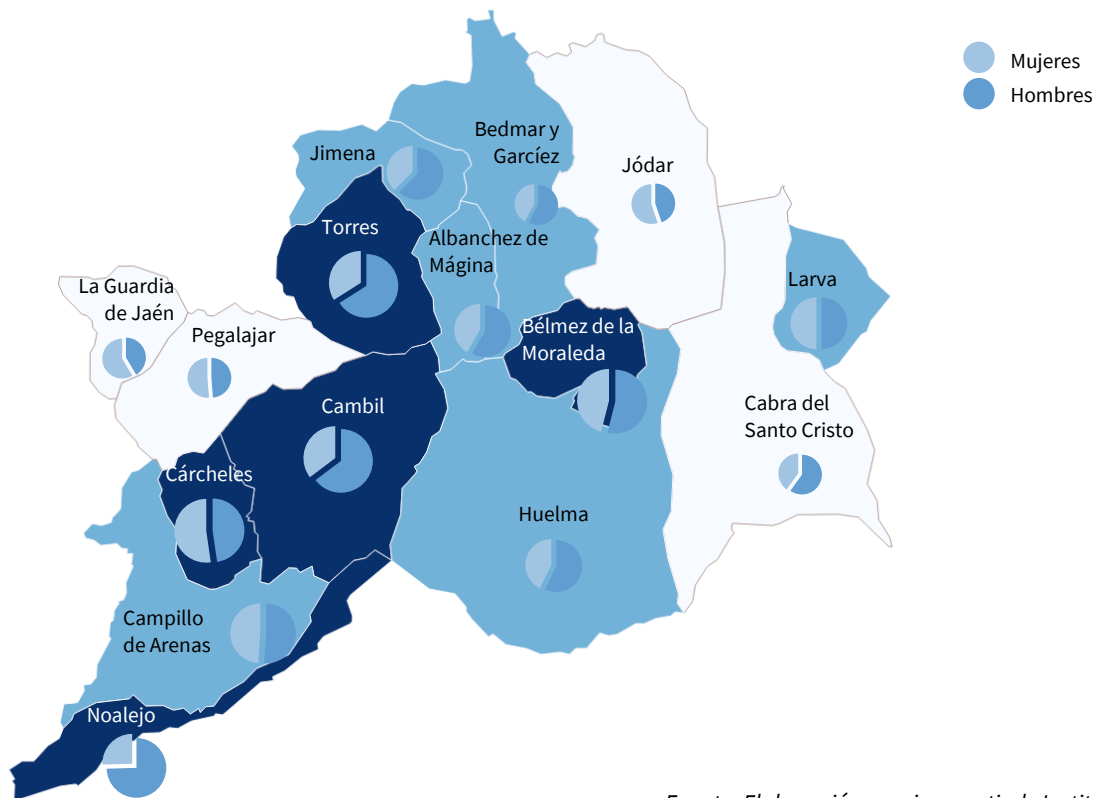 Mujeres
Hombres
Bedmar y
Garcíez
Jimena
Jódar
Torres
Albanchez de
Mágina
La Guardia
de Jaén
Larva
Pegalajar
Bélmez de la
Moraleda
Cambil
Cabra del
Santo Cristo
Cárcheles
Huelma
Campillo
de Arenas
Noalejo